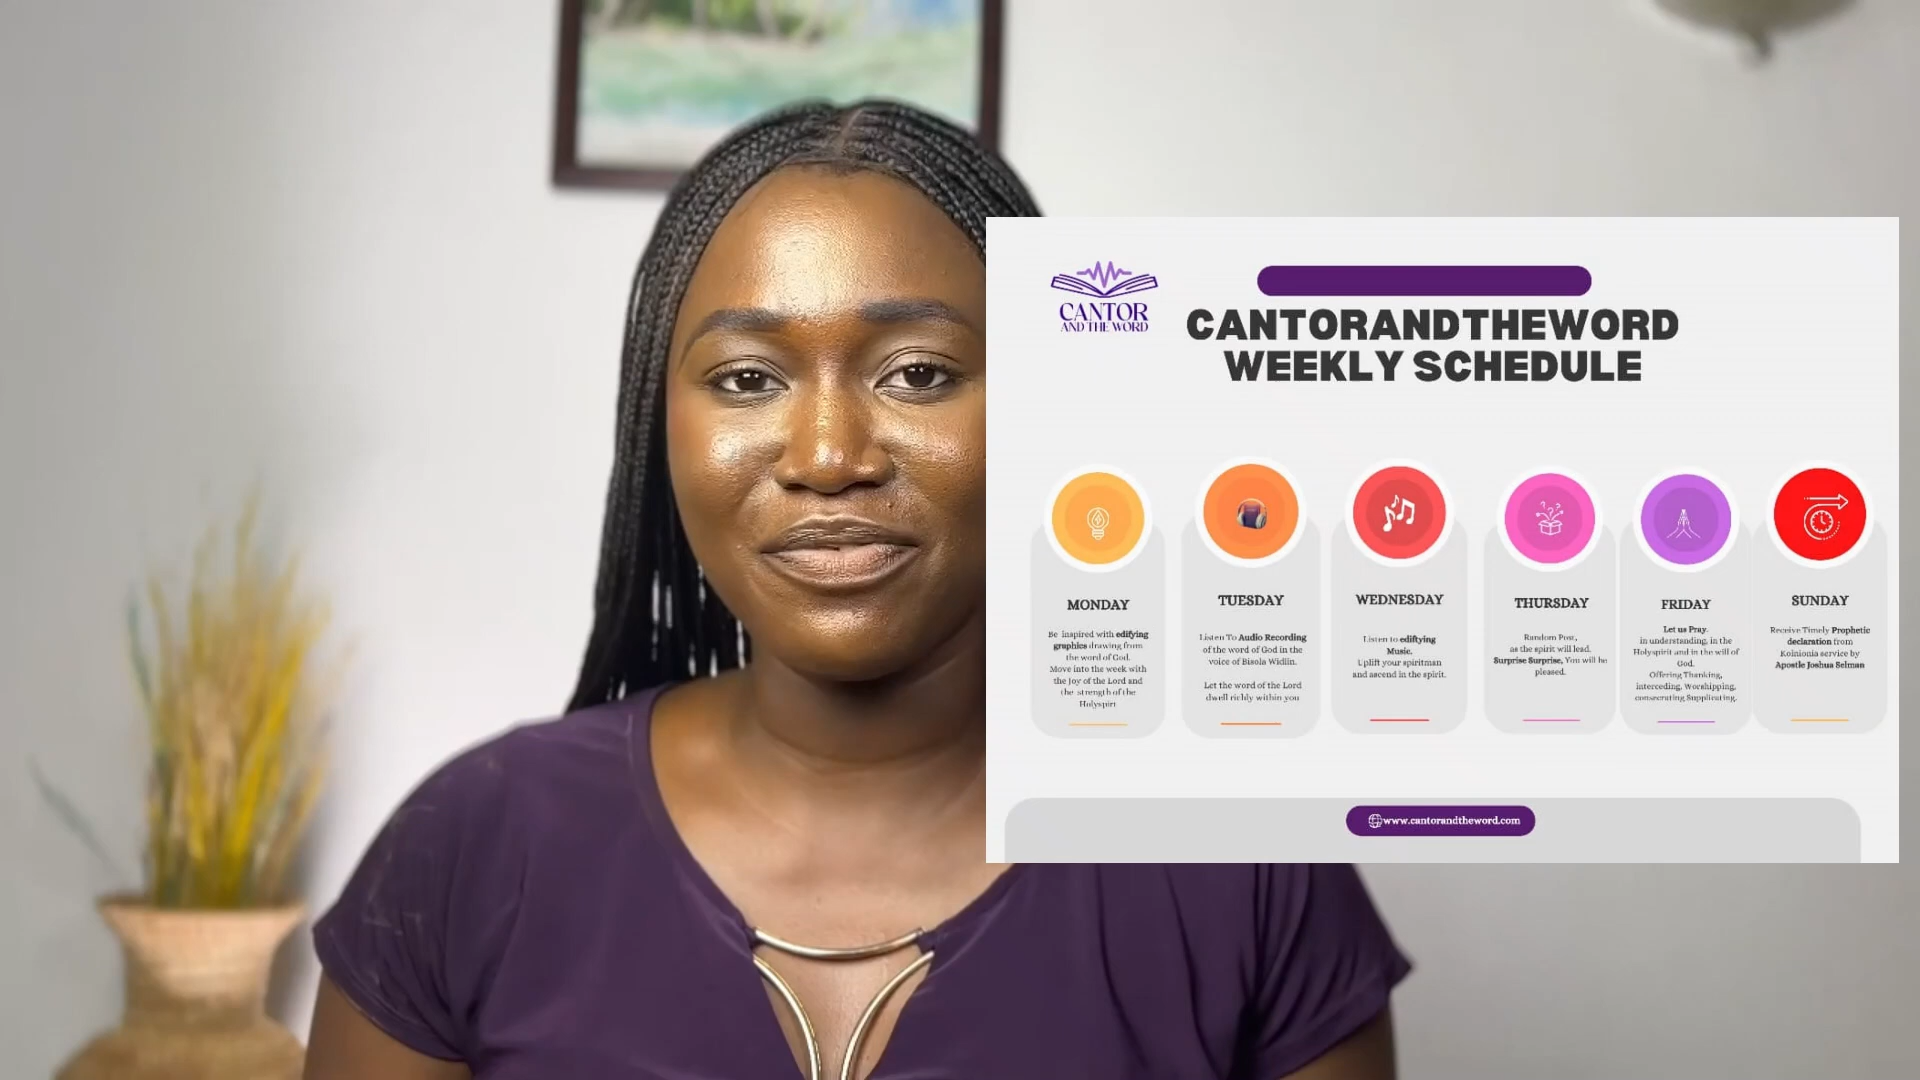 CANTOR
AND THE WORD
CANTORANDTHEWORD
WEEKLY SCHEDULE
MONDAY
Be inspired with edifying
graphics drawing from
the word of God.
Move into the week with
the joy of the Lord and
the strength of the
Holyspirt
TUESDAY
Listen To Audio Recording
of the word of God in the
voice of Bisola Widlin.
Let the word of the Lord
dwell richly within you
WEDNESDAY
Listen to ediftying
Music.
Uplift your spiritman
and ascend in the spirit.
THURSDAY
Random Post,
as the spirit will lead.
Surprise Surprise, You will be
pleased.
FRIDAY
Let us Pray.
in understanding, in the
Holyspirit and in the will of
God.
Offering Thanking,
interceding, Worshipping,
consecrating Supplicating.
SUNDAY
Receive Timely Prophetic
declaration from
Koinionia service by
Apostle Joshua Selman
www.cantorandtheword.com